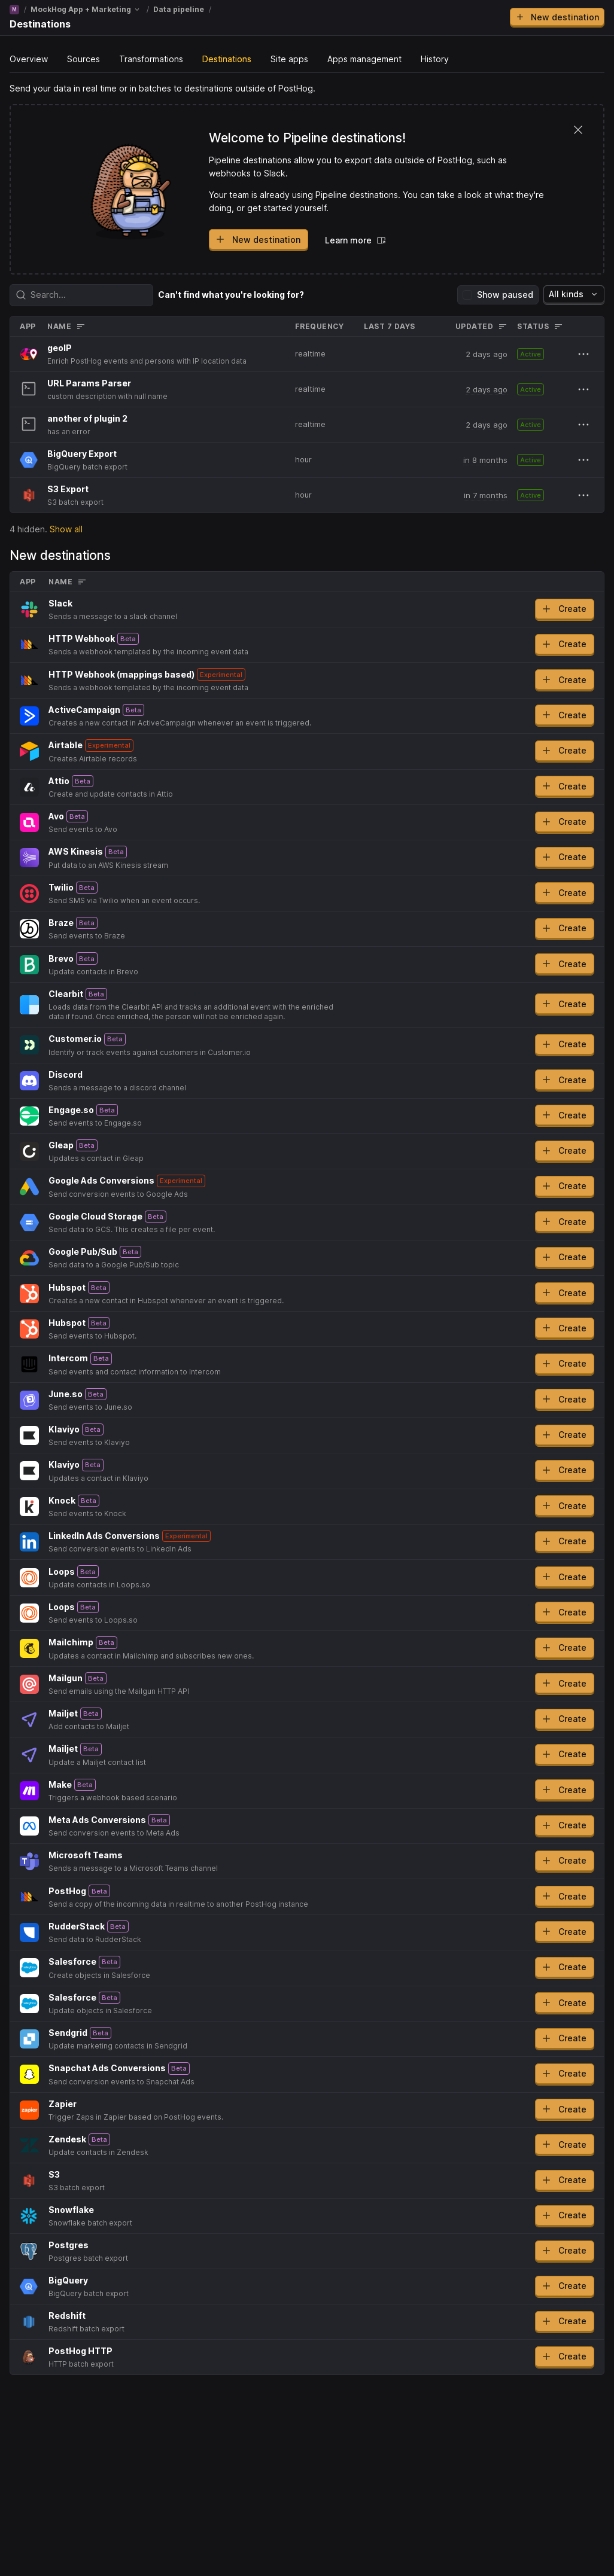 M / MockHog App + Marketing / Data pipeline /
Destinations
New destination
Overview Sources Transformations Destinations Site apps Apps management History
Send your data in real time or in batches to destinations outside of PostHog.
Welcome to Pipeline destinations!
Pipeline destinations allow you to export data outside of PostHog, such as
webhooks to Slack.
Your team is already using Pipeline destinations. You can take a look at what they're
doing, or get started yourself.
New destination Learn more
Search... Can't find what you're looking for? Show paused All kinds
APP NAME FREQUENCY LAST 7 DAYS UPDATED STATUS
geoIP
Enrich PostHog events and persons with IP location data
realtime 2 days ago Active
URL Params Parser
custom description with null name
realtime 2 days ago Active
another of plugin 2
has an error
realtime 2 days ago Active
BigQuery Export
BigQuery batch export
hour in 8 months Active
S3 Export
S3 batch export
hour in 7 months Active
4 hidden. Show all
New destinations
APP NAME
Slack
Sends a message to a slack channel
Create
HTTP Webhook Beta
Sends a webhook templated by the incoming event data
Create
HTTP Webhook (mappings based) Experimental
Sends a webhook templated by the incoming event data
Create
ActiveCampaign Beta
Creates a new contact in ActiveCampaign whenever an event is triggered.
Create
Airtable Experimental
Creates Airtable records
Create
Attio Beta
Create and update contacts in Attio
Create
Avo Beta
Send events to Avo
Create
AWS Kinesis Beta
Put data to an AWS Kinesis stream
Create
Twilio Beta
Send SMS via Twilio when an event occurs.
Create
Braze Beta
Send events to Braze
Create
Brevo Beta
Update contacts in Brevo
Create
Clearbit Beta
Loads data from the Clearbit API and tracks an additional event with the enriched
data if found. Once enriched, the person will not be enriched again.
Create
Customer.io Beta
Identify or track events against customers in Customer.io
Create
Discord
Sends a message to a discord channel
Create
Engage.so Beta
Send events to Engage.so
Create
Gleap Beta
Updates a contact in Gleap
Create
Google Ads Conversions Experimental
Send conversion events to Google Ads
Create
Google Cloud Storage Beta
Send data to GCS. This creates a file per event.
Create
Google Pub/Sub Beta
Send data to a Google Pub/Sub topic
Create
Hubspot Beta
Creates a new contact in Hubspot whenever an event is triggered.
Create
Hubspot Beta
Send events to Hubspot.
Create
Intercom Beta
Send events and contact information to Intercom
Create
June.so Beta
Send events to June.so
Create
Klaviyo Beta
Send events to Klaviyo
Create
Klaviyo Beta
Updates a contact in Klaviyo
Create
Knock Beta
Send events to Knock
Create
LinkedIn Ads Conversions Experimental
Send conversion events to LinkedIn Ads
Create
Loops Beta
Update contacts in Loops.so
Create
Loops Beta
Send events to Loops.so
Create
Mailchimp Beta
Updates a contact in Mailchimp and subscribes new ones.
Create
Mailgun Beta
Send emails using the Mailgun HTTP API
Create
Mailjet Beta
Add contacts to Mailjet
Create
Mailjet Beta
Update a Mailjet contact list
Create
Make Beta
Triggers a webhook based scenario
Create
Meta Ads Conversions Beta
Send conversion events to Meta Ads
Create
Microsoft Teams
Sends a message to a Microsoft Teams channel
Create
PostHog Beta
Send a copy of the incoming data in realtime to another PostHog instance
Create
RudderStack Beta
Send data to RudderStack
Create
Salesforce Beta
Create objects in Salesforce
Create
Salesforce Beta
Update objects in Salesforce
Create
Sendgrid Beta
Update marketing contacts in Sendgrid
Create
Snapchat Ads Conversions Beta
Send conversion events to Snapchat Ads
Create
Zapier
Trigger Zaps in Zapier based on PostHog events.
Create
Zendesk Beta
Update contacts in Zendesk
Create
S3
S3 batch export
Create
Snowflake
Snowflake batch export
Create
Postgres
Postgres batch export
Create
BigQuery
BigQuery batch export
Create
Redshift
Redshift batch export
Create
PostHog HTTP
HTTP batch export
Create